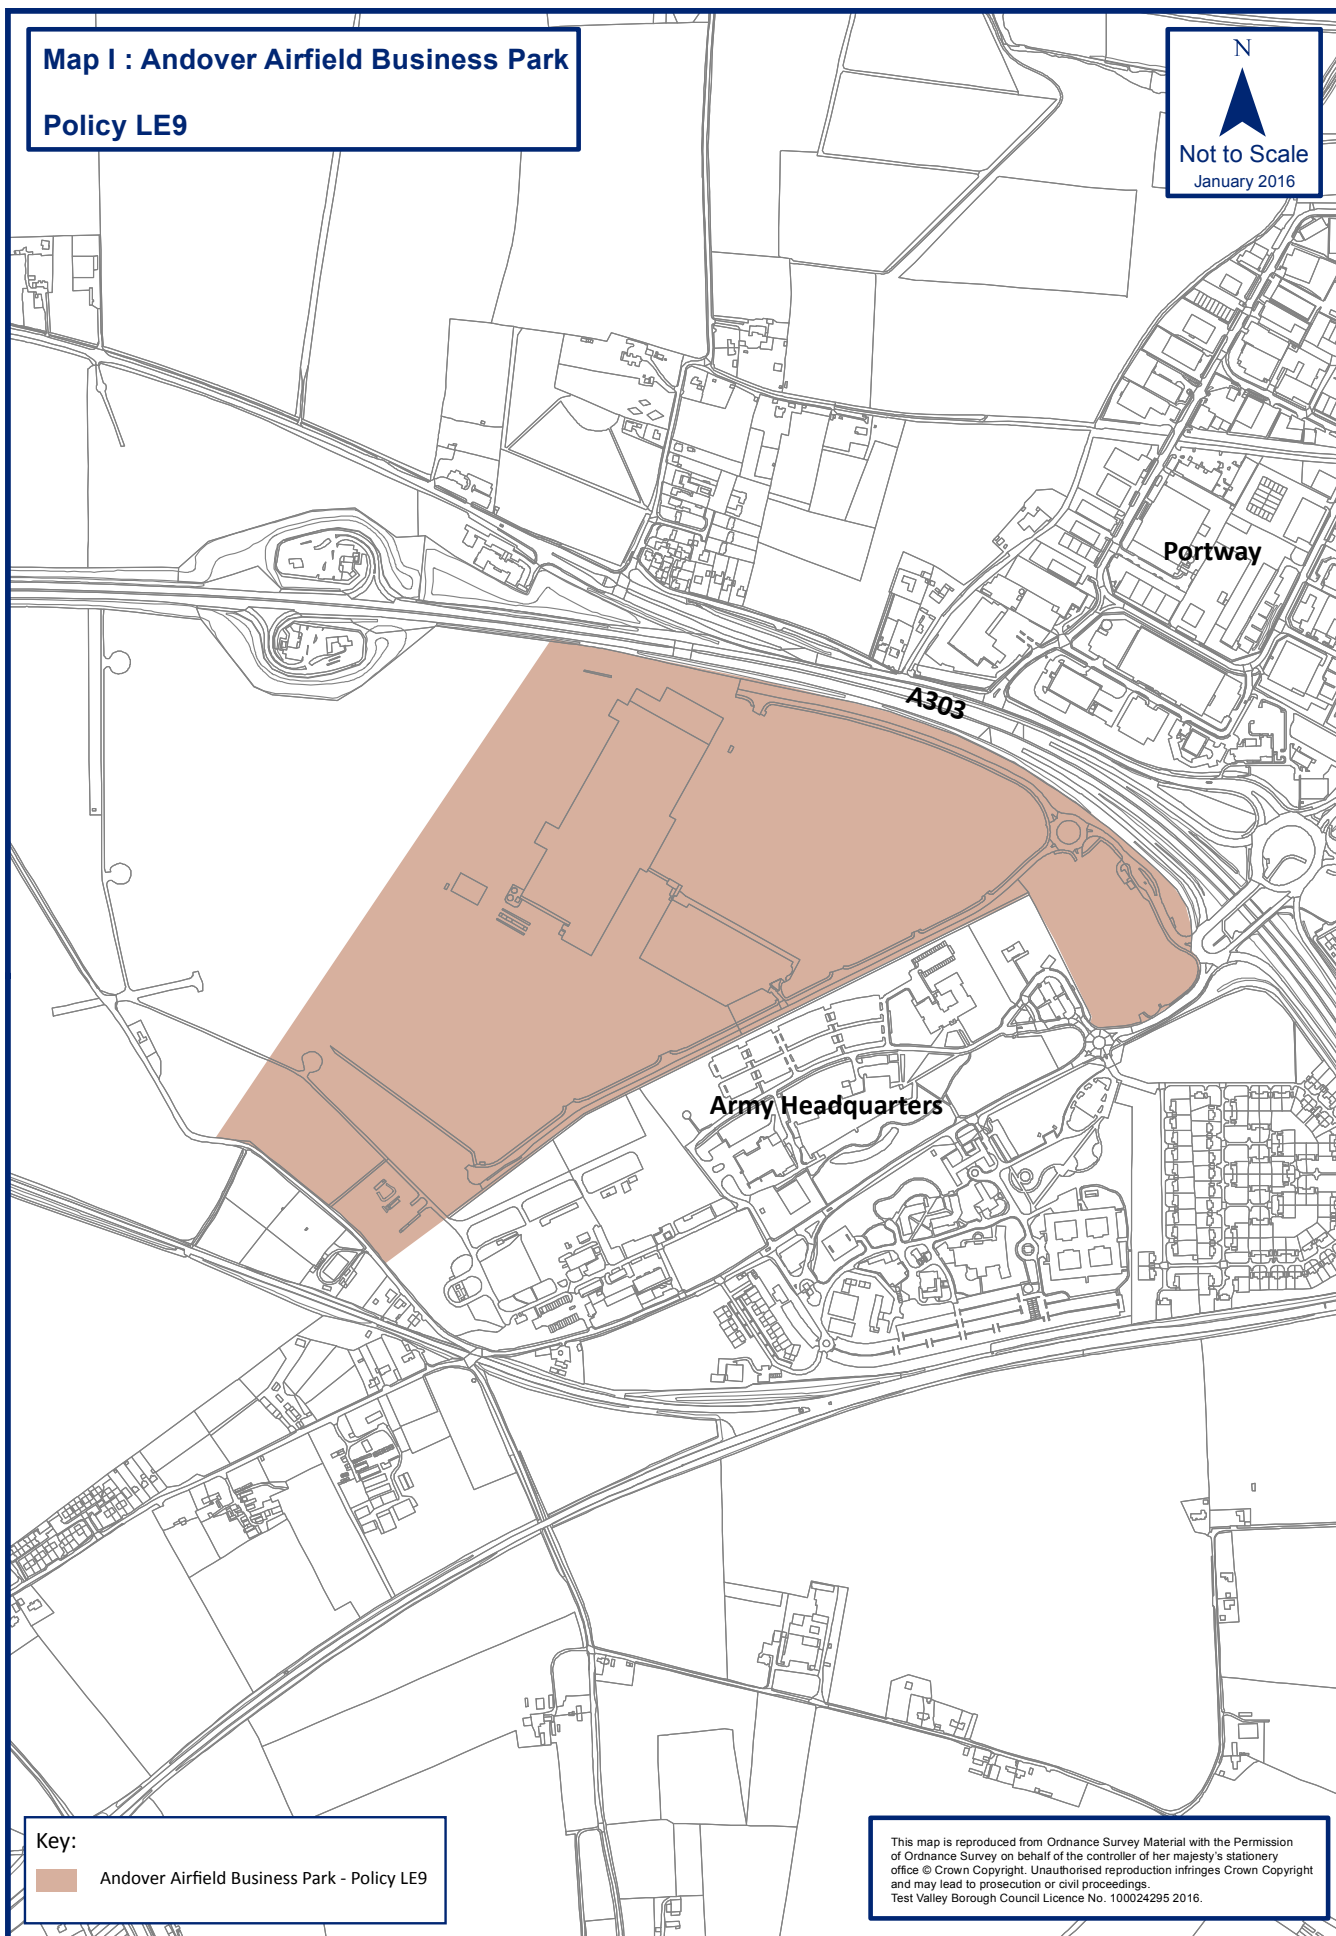 Map I : Andover Airfield Business Park
Policy LE9
N
Not to Scale
January 2016
Portway
A303
Army Headquarters
Key:
Andover Airfield Business Park - Policy LE9
This map is reproduced from Ordnance Survey Material with the Permission
of Ordnance Survey on behalf of the controller of her majesty's stationery
office © Crown Copyright. Unauthorised reproduction infringes Crown Copyright
and may lead to prosecution or civil proceedings.
Test Valley Borough Council Licence No. 100024295 2016.